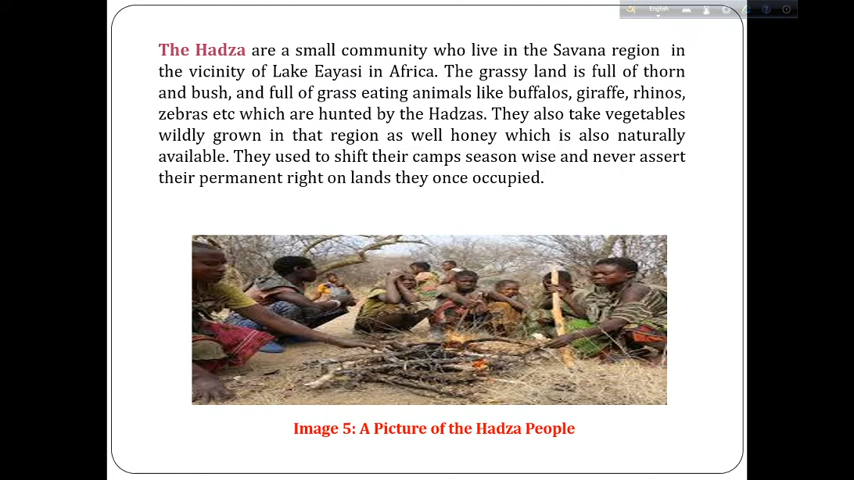 English
The Hadza are a small community who live in the Savana region in
the vicinity of Lake Eayasi in Africa. The grassy land is full of thorn
and bush, and full of grass eating animals like buffalos, giraffe, rhinos,
zebras etc which are hunted by the Hadzas. They also take vegetables
wildly grown in that region as well honey which is also naturally
available. They used to shift their camps season wise and never assert
their permanent right on lands they once occupied.
Image 5: A Picture of the Hadza People